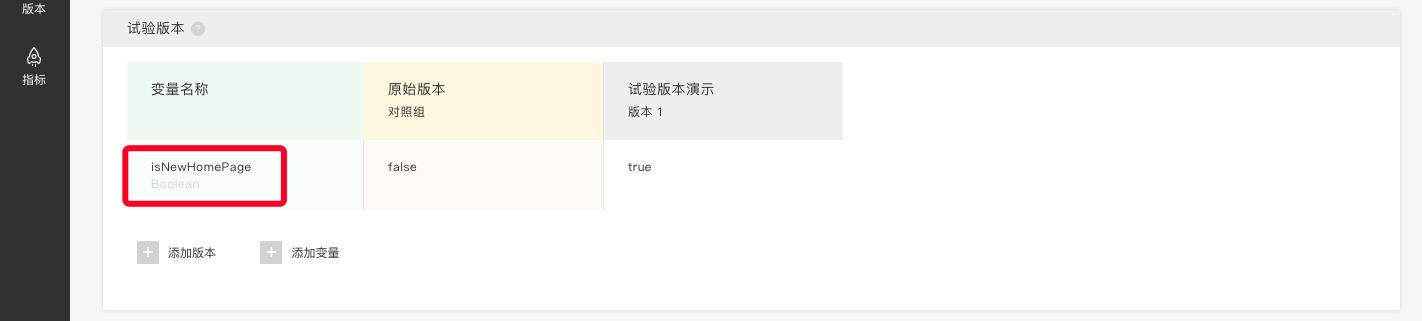 版本
指标
试验版本 ?
变量名称
原始版本
对照组
试验版本演示
版本 1
isNewHomePage
Boolean
false
true
+ 添加版本
+ 添加变量